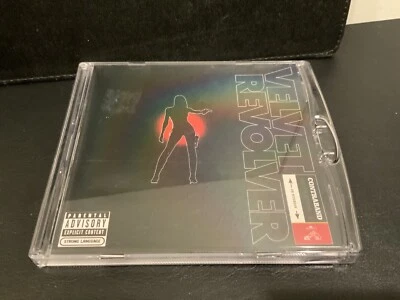 VELVET
REVOLVER
CONTRABAND
PARENTAL
ADVISORY
EXPLICIT CONTENT
STRONG LANGUAGE